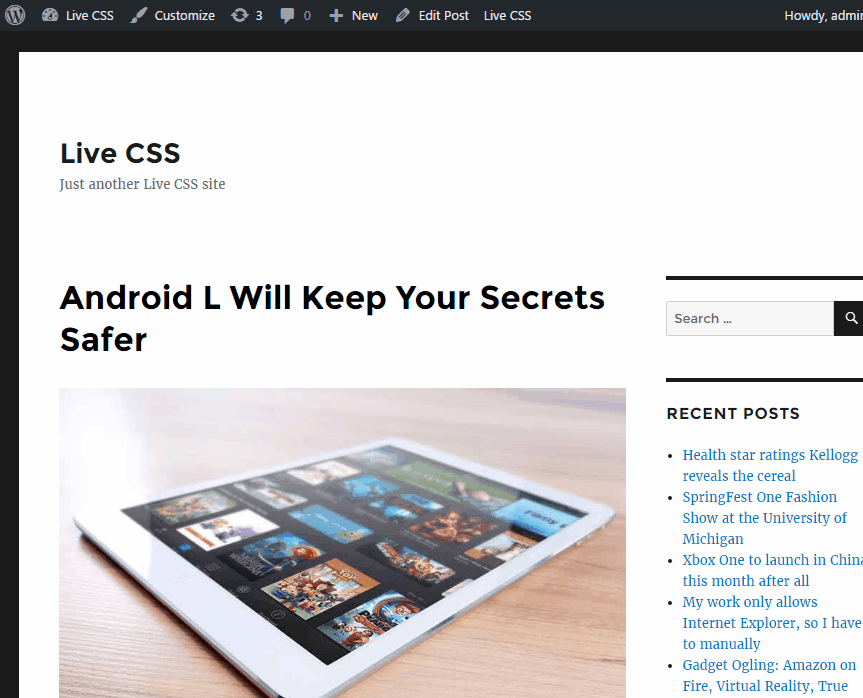 Live CSS Customize 3 0 New Edit Post Live CSS Howdy, admin
Live CSS
Just another Live CSS site
Android L Will Keep Your Secrets
Safer
Search ...
RECENT POSTS
Health star ratings Kellogg
reveals the cereal
SpringFest One Fashion
Show at the University of
Michigan
Xbox One to launch in China
this month after all
My work only allows
Internet Explorer, so I have
to manually
Gadget Ogling: Amazon on
Fire, Virtual Reality, True